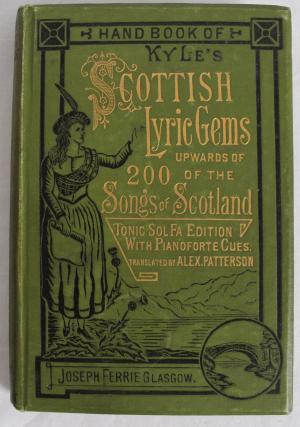 HAND BOOK OF
KYLE'S
SCOTTISH
LYRIC GEMS
UPWARDS OF
200 OF THE
SONGS OF SCOTLAND
TONIC SOL FA EDITION
WITH PIANOFORTE CUES.
TRANSLATED BY ALEX. PATTERSON
JOSEPH FERRIE GLASGOW.